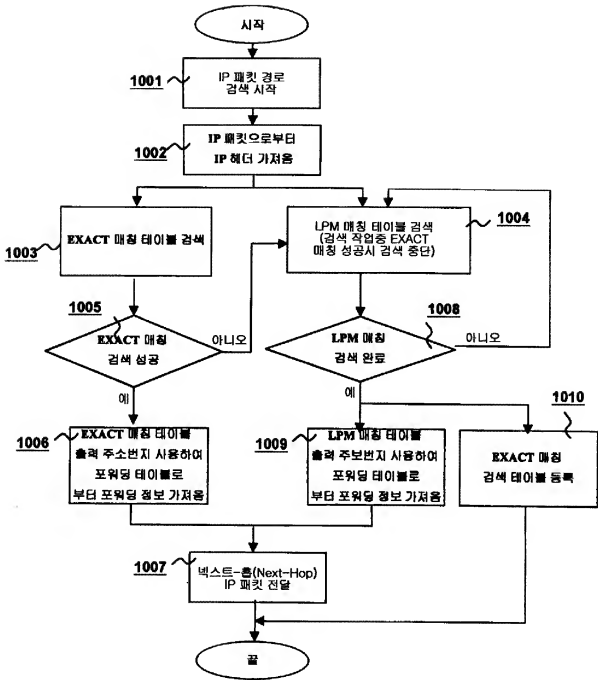 시작
1001
IP 패킷 경로
검색 시작
1002
IP 패킷으로부터
IP 헤더 가져옴
1003
EXACT 매칭 테이블 검색
1004
LPM 매칭 테이블 검색
(검색 작업중 EXACT
매칭 성공시 검색 중단)
1005
EXACT 매칭
검색 성공
아니오
예
1008
LPM 매칭
검색 완료
아니오
예
1006
EXACT 매칭 테이블
출력 주소번지 사용하여
포워딩 테이블로
부터 포워딩 정보 가져옴
1009
LPM 매칭 테이블
출력 주보번지 사용하여
포워딩 테이블로
부터 포워딩 정보 가져옴
1010
EXACT 매칭
검색 테이블 등록
1007
넥스트-홉(Next-Hop)
IP 패킷 전달
끝